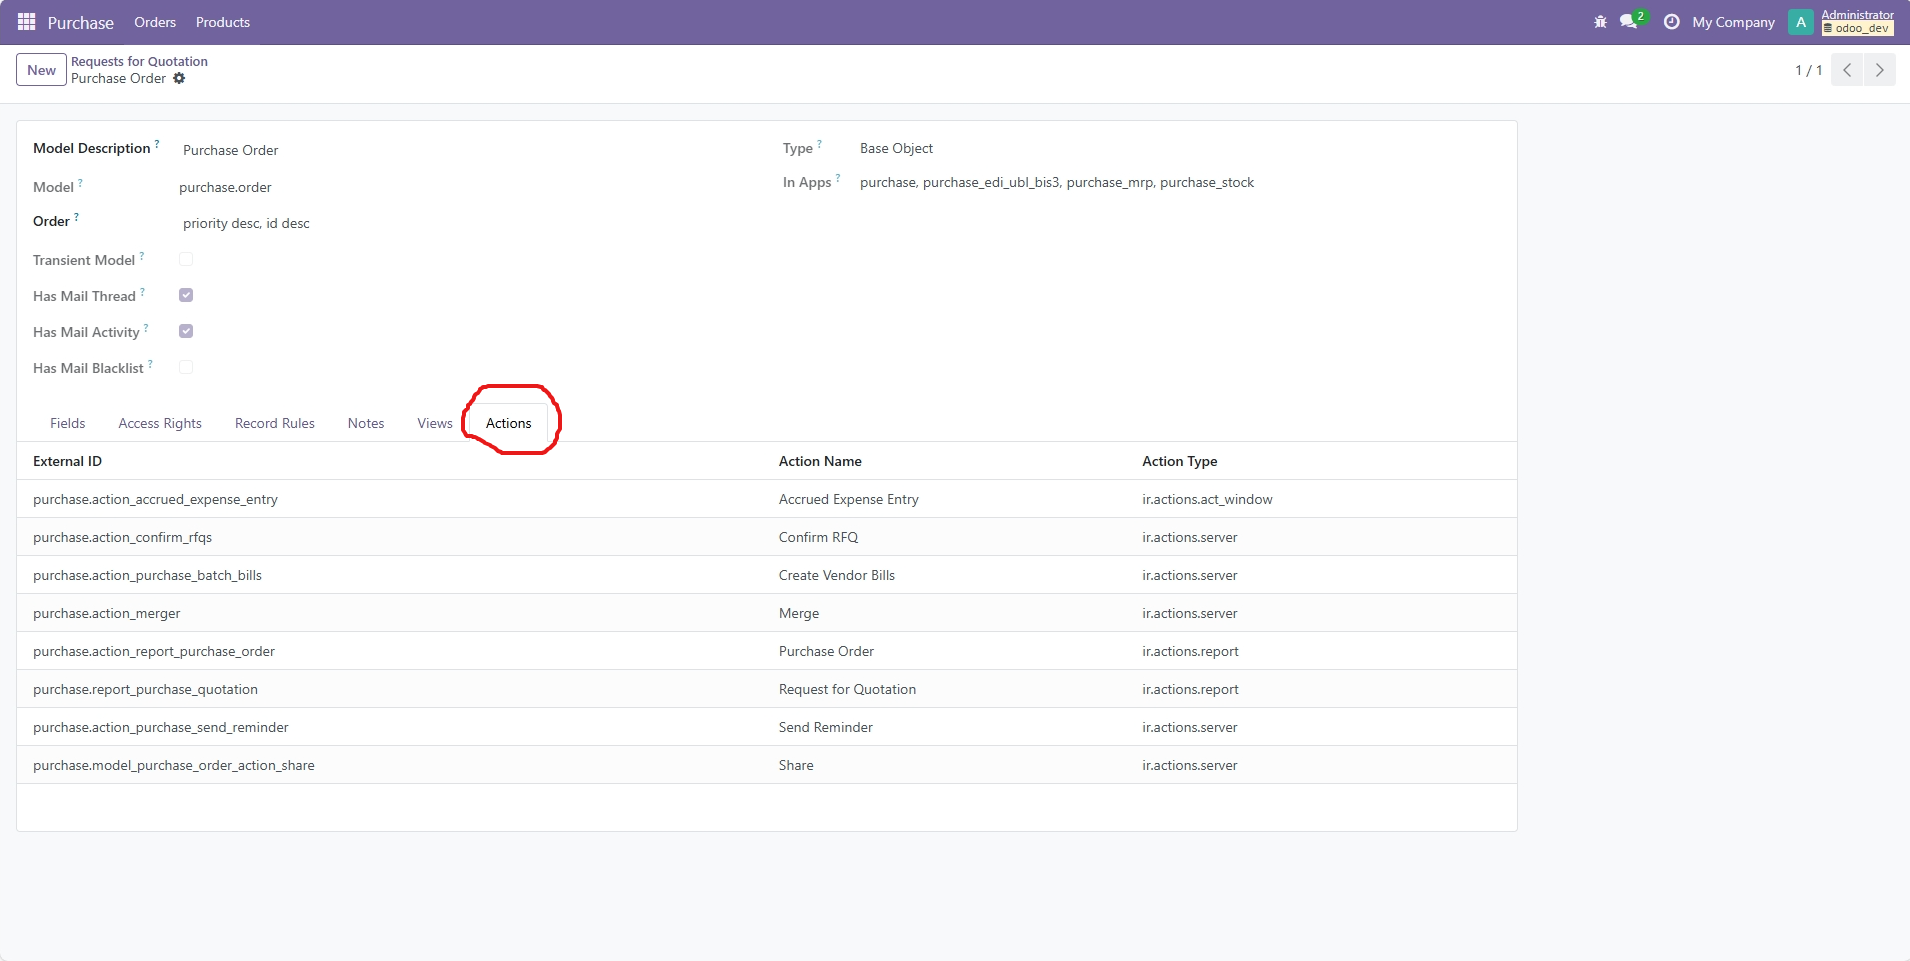 Purchase Orders Products 2 My Company A Administrator
odoo_dev
New Requests for Quotation
Purchase Order 1 / 1
Model Description ? Purchase Order Type ? Base Object
Model ? purchase.order In Apps ? purchase, purchase_edi_ubl_bis3, purchase_mrp, purchase_stock
Order ? priority desc, id desc
Transient Model ?
Has Mail Thread ?
Has Mail Activity ?
Has Mail Blacklist ?
Fields Access Rights Record Rules Notes Views Actions
External ID Action Name Action Type
purchase.action_accrued_expense_entry Accrued Expense Entry ir.actions.act_window
purchase.action_confirm_rfqs Confirm RFQ ir.actions.server
purchase.action_purchase_batch_bills Create Vendor Bills ir.actions.server
purchase.action_merger Merge ir.actions.server
purchase.action_report_purchase_order Purchase Order ir.actions.report
purchase.report_purchase_quotation Request for Quotation ir.actions.report
purchase.action_purchase_send_reminder Send Reminder ir.actions.server
purchase.model_purchase_order_action_share Share ir.actions.server